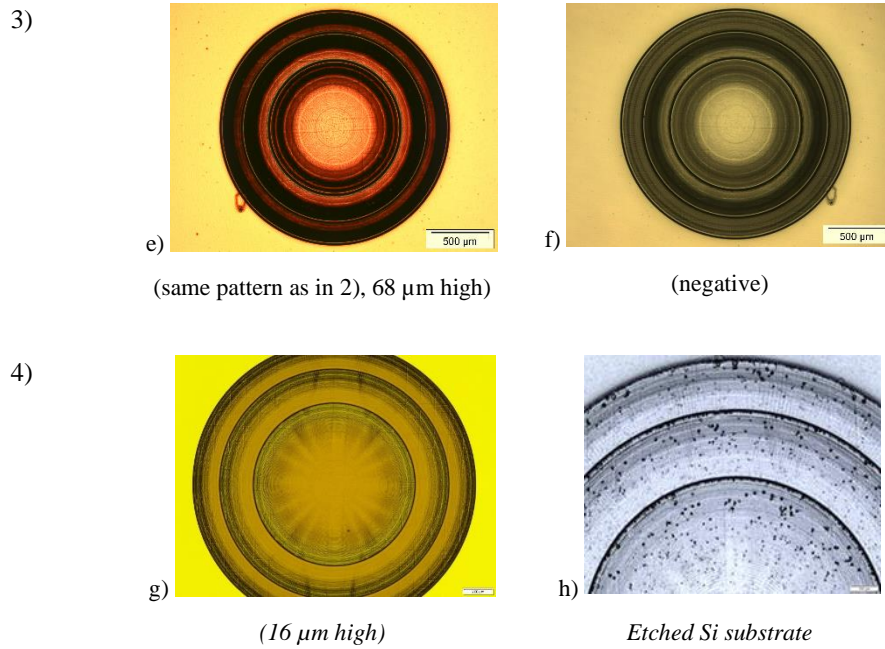 3)
500 µm
500 µm
e)
f)
(same pattern as in 2), 68 µm high)
(negative)
4)
g)
h)
(16 µm high)
Etched Si substrate